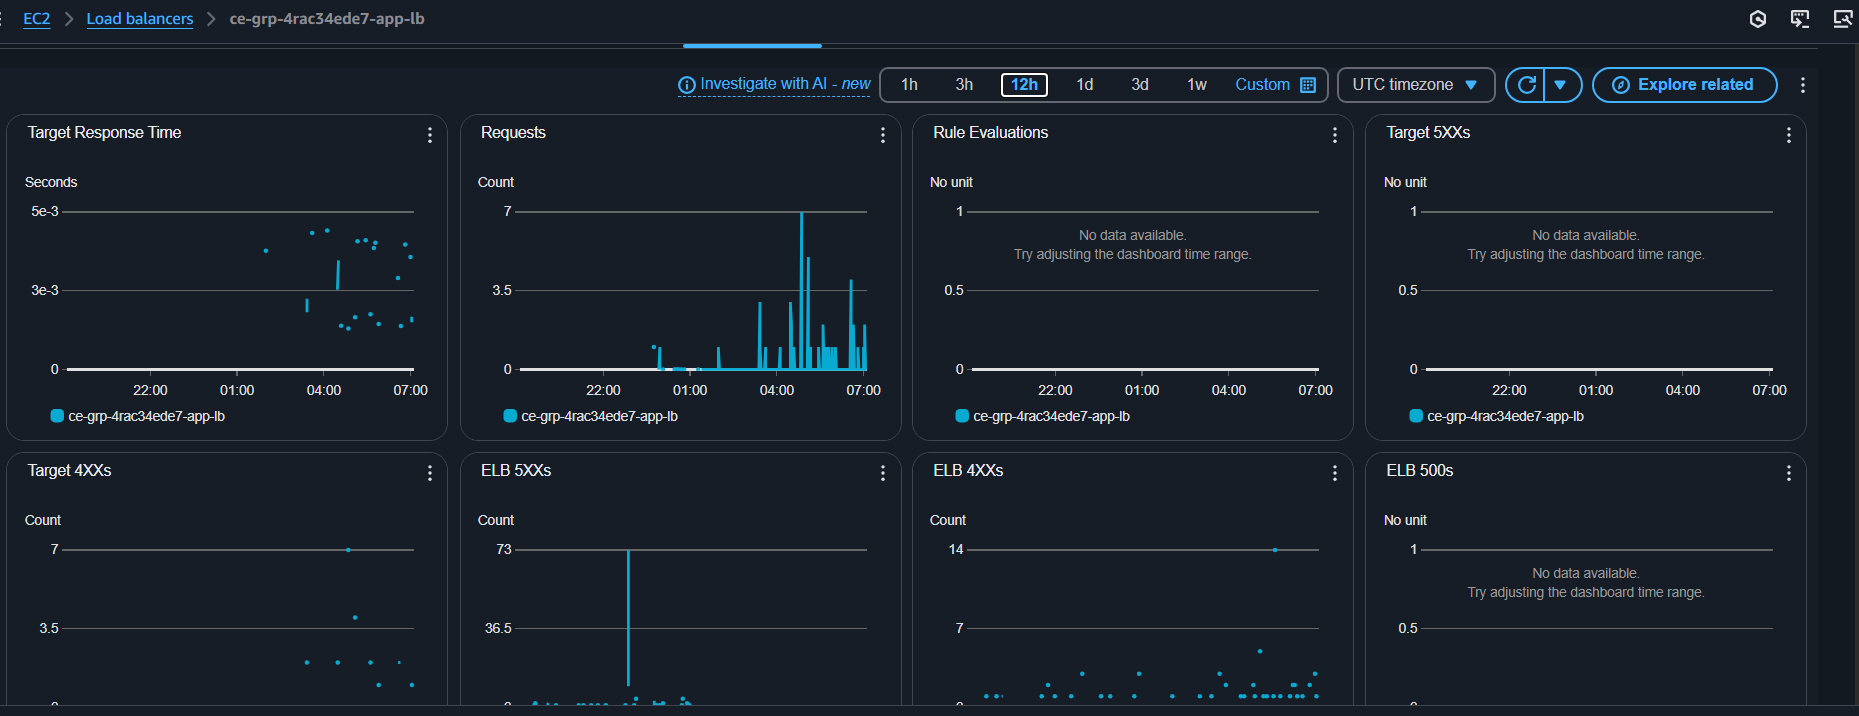 EC2 > Load balancers > ce-grp-4rac34ede7-app-lb
Investigate with AI - new 1h 3h 12h 1d 3d 1w Custom UTC timezone Explore related
Target Response Time
Seconds
5e-3
3e-3
0
22:00 01:00 04:00 07:00
ce-grp-4rac34ede7-app-lb
Requests
Count
7
3.5
0
22:00 01:00 04:00 07:00
ce-grp-4rac34ede7-app-lb
Rule Evaluations
No unit
1
No data available.
Try adjusting the dashboard time range.
0.5
0
22:00 01:00 04:00 07:00
ce-grp-4rac34ede7-app-lb
Target 5XXs
No unit
1
No data available.
Try adjusting the dashboard time range.
0.5
0
22:00 01:00 04:00 07:00
ce-grp-4rac34ede7-app-lb
Target 4XXs
Count
7
3.5
ELB 5XXs
Count
73
36.5
ELB 4XXs
Count
14
7
ELB 500s
No unit
1
No data available.
Try adjusting the dashboard time range.
0.5